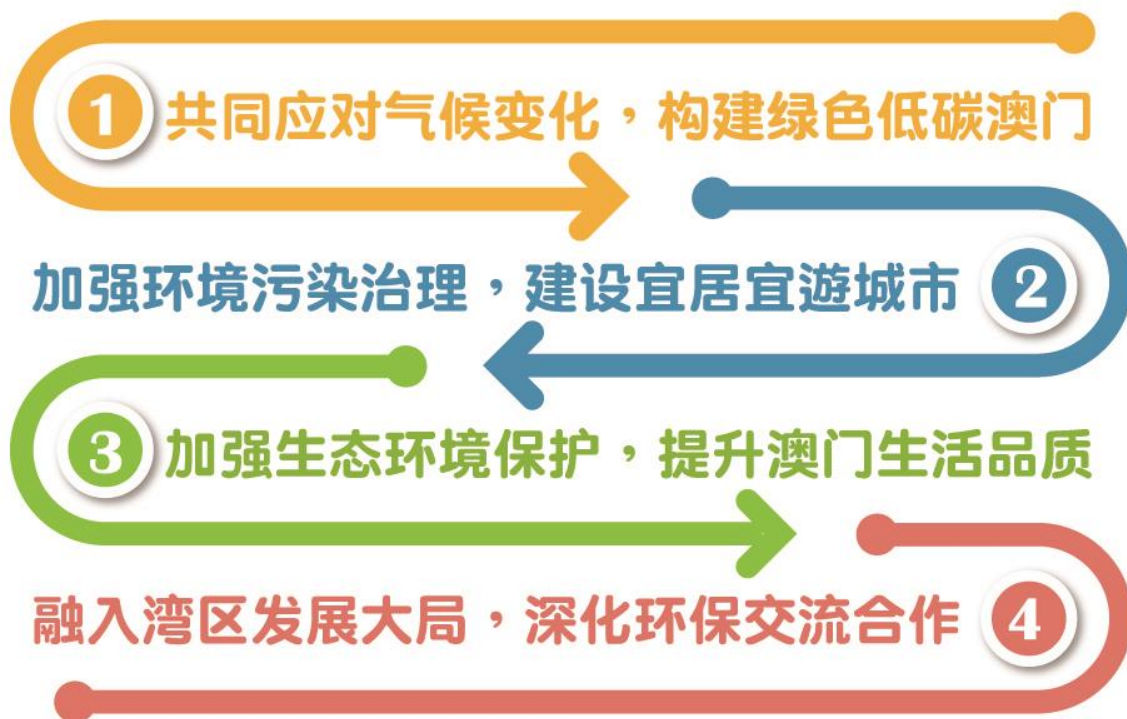 1 共同应对气候变化，构建绿色低碳澳门
加强环境污染治理，建设宜居宜遊城市 2
3 加强生态环境保护，提升澳门生活品质
融入湾区发展大局，深化环保交流合作 4